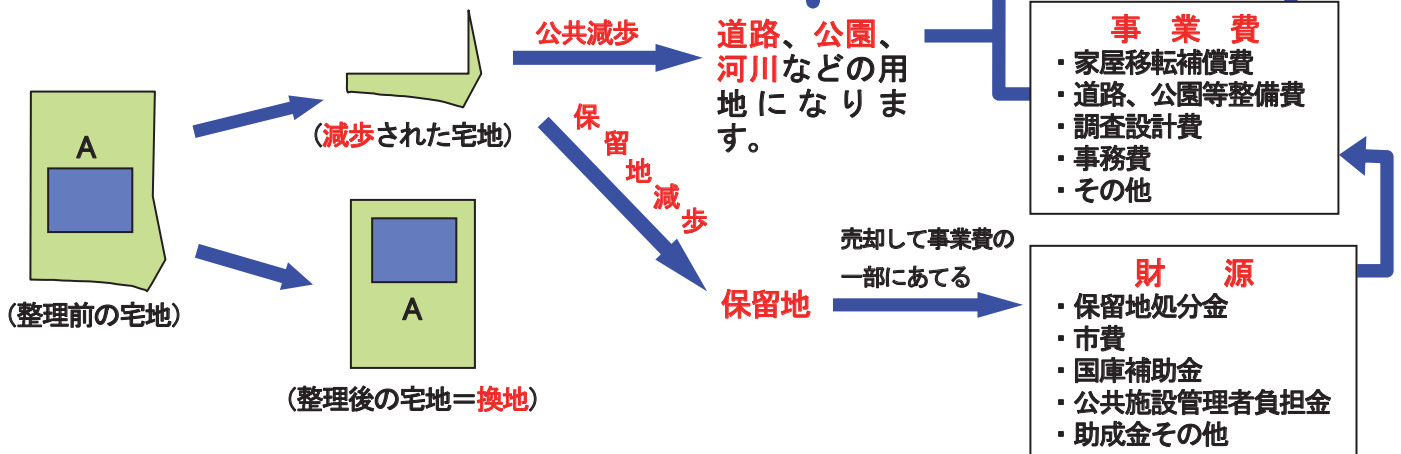 A
(整理前の宅地)
(減歩された宅地)
A
(整理後の宅地＝換地)
公共減歩
保留地減歩
道路、公園、
河川などの用
地になりま
す。
保留地
売却して事業費の
一部にあてる
事 業 費
・家屋移転補償費
・道路、公園等整備費
・調査設計費
・事務費
・その他
財 源
・保留地処分金
・市費
・国庫補助金
・公共施設管理者負担金
・助成金その他